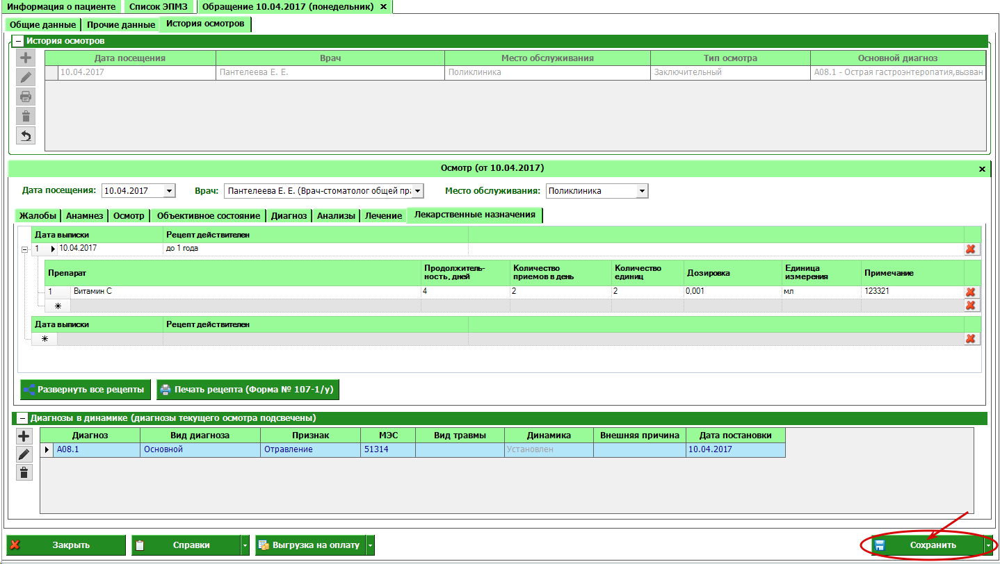 Информация о пациенте Список ЭПМЗ Обращение 10.04.2017 (понедельник) ×
Общие данные Прочие данные История осмотров
История осмотров
Дата посещения Врач Место обслуживания Тип осмотра Основной диагноз
10.04.2017 Пантелеева Е. Е. Поликлиника Заключительный A08.1 - Острая гастроэнтеропатия,вызван
Осмотр (от 10.04.2017) ×
Дата посещения: 10.04.2017 Врач: Пантелеева Е. Е. (Врач-стоматолог общей пр Место обслуживания: Поликлиника
Жалобы Анамнез Осмотр Объективное состояние Диагноз Анализы Лечение Лекарственные назначения
Дата выписки Рецепт действителен
1 10.04.2017 до 1 года
Препарат Продолжитель-ность, дней Количество приемов в день Количество единиц Дозировка Единица измерения Примечание
1 Витамин С 4 2 2 0,001 мл 123321
Дата выписки Рецепт действителен
Развернуть все рецепты Печать рецепта (Форма № 107-1/у)
Диагнозы в динамике (диагнозы текущего осмотра подсвечены)
Диагноз Вид диагноза Признак МЭС Вид травмы Динамика Внешняя причина Дата постановки
A08.1 Основной Отравление 51314 Установлен 10.04.2017
Закрыть Справки Выгрузка на оплату Сохранить